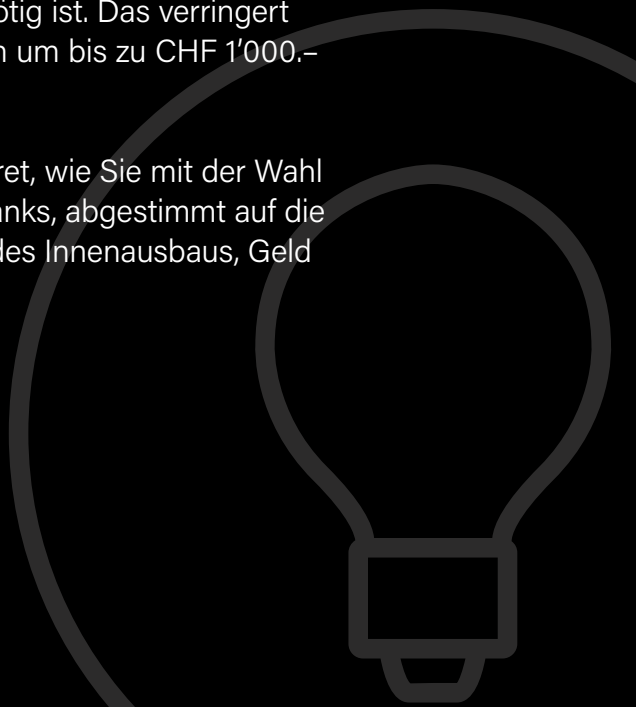 ötig ist. Das verringert
n um bis zu CHF 1'000.–
ret, wie Sie mit der Wahl
nks, abgestimmt auf die
des Innenausbaus, Geld